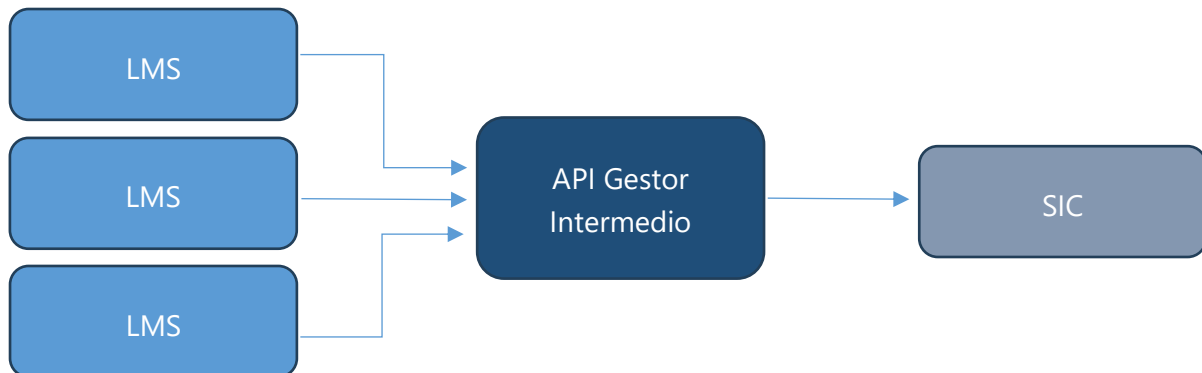 LMS
LMS
LMS
API Gestor
Intermedio
SIC